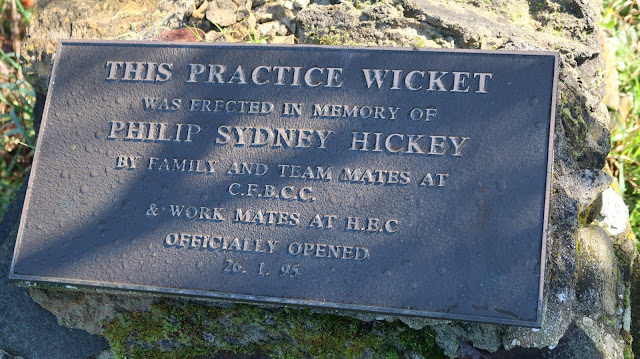 THIS PRACTICE WICKET
WAS ERECTED IN MEMORY OF
PHILIP SYDNEY HICKEY
BY FAMILY AND TEAM MATES AT
C.F.B.C.C.
& WORK MATES AT H.B.C
OFFICIALLY OPENED
26. 1. 95